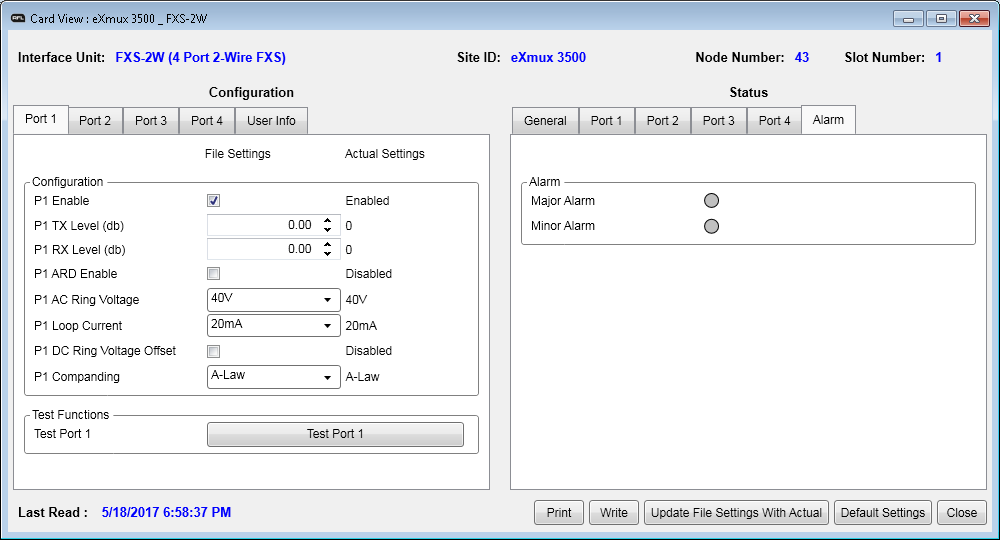 RFL Card View : eXmux 3500 _ FXS-2W
Interface Unit: FXS-2W (4 Port 2-Wire FXS) Site ID: eXmux 3500 Node Number: 43 Slot Number: 1
Configuration Status
Port 1 Port 2 Port 3 Port 4 User Info General Port 1 Port 2 Port 3 Port 4 Alarm
File Settings Actual Settings
Configuration
P1 Enable Enabled
P1 TX Level (db) 0.00 0
P1 RX Level (db) 0.00 0
P1 ARD Enable Disabled
P1 AC Ring Voltage 40V 40V
P1 Loop Current 20mA 20mA
P1 DC Ring Voltage Offset Disabled
P1 Companding A-Law A-Law
Test Functions
Test Port 1 Test Port 1
Alarm
Major Alarm
Minor Alarm
Last Read : 5/18/2017 6:58:37 PM Print Write Update File Settings With Actual Default Settings Close